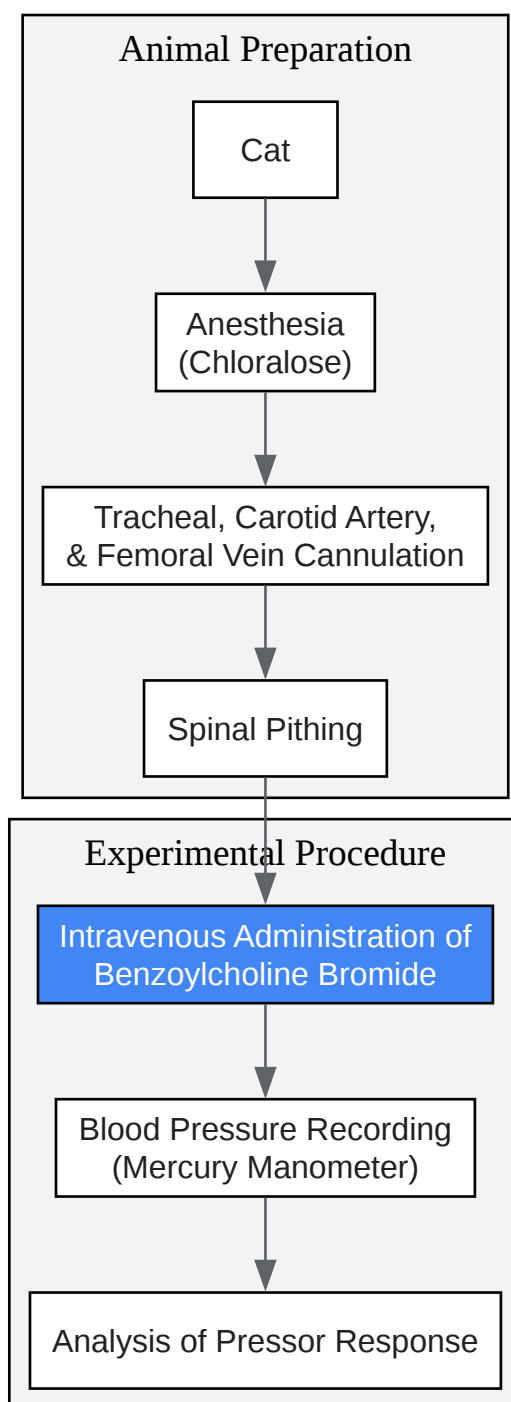 Animal Preparation
Cat
Anesthesia
(Chloralose)
Tracheal, Carotid Artery,
& Femoral Vein Cannulation
Spinal Pithing
Experimental Procedure
Intravenous Administration of
Benzoylcholine Bromide
Blood Pressure Recording
(Mercury Manometer)
Analysis of Pressor Response